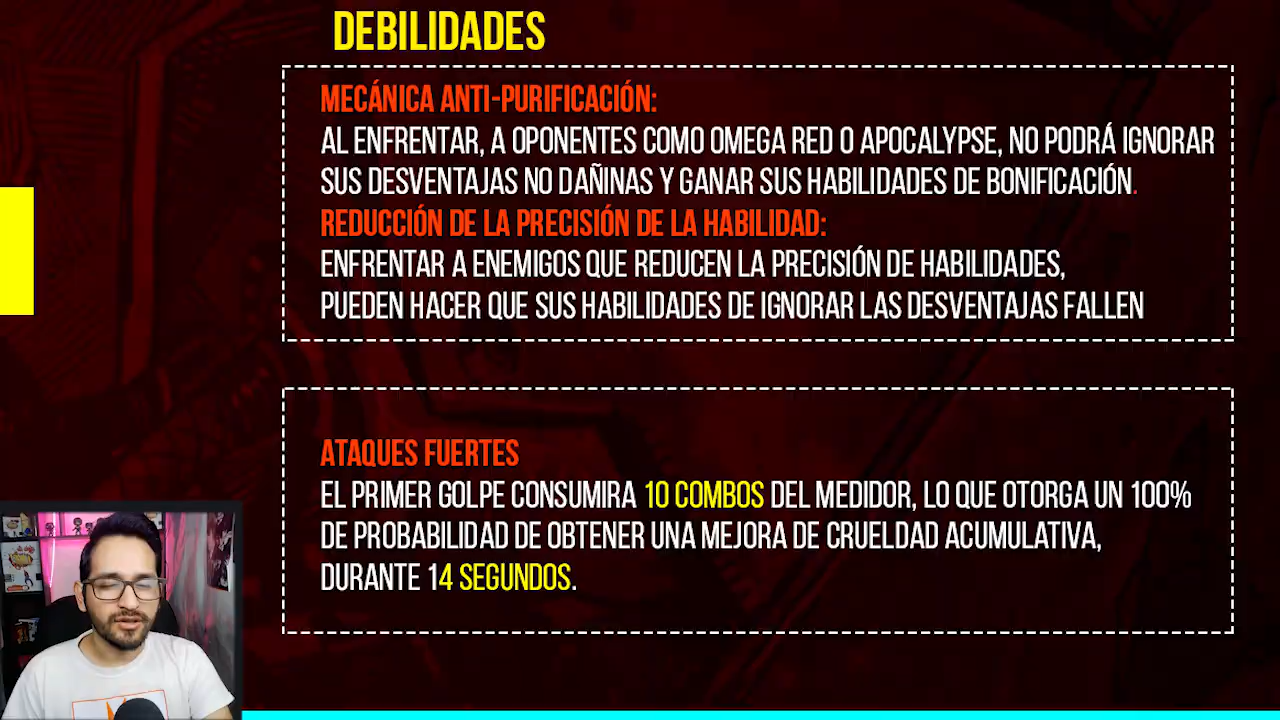 DEBILIDADES
MECÁNICA ANTI-PURIFICACIÓN:
AL ENFRENTAR, A OPONENTES COMO OMEGA RED O APOCALYPSE, NO PODRÁ IGNORAR
SUS DESVENTAJAS NO DAÑINAS Y GANAR SUS HABILIDADES DE BONIFICACIÓN.
REDUCCIÓN DE LA PRECISIÓN DE LA HABILIDAD:
ENFRENTAR A ENEMIGOS QUE REDUCEN LA PRECISIÓN DE HABILIDADES,
PUEDEN HACER QUE SUS HABILIDADES DE IGNORAR LAS DESVENTAJAS FALLEN
ATAQUES FUERTES
EL PRIMER GOLPE CONSUMIRA 10 COMBOS DEL MEDIDOR, LO QUE OTORGA UN 100%
DE PROBABILIDAD DE OBTENER UNA MEJORA DE CRUELDAD ACUMULATIVA,
DURANTE 14 SEGUNDOS.